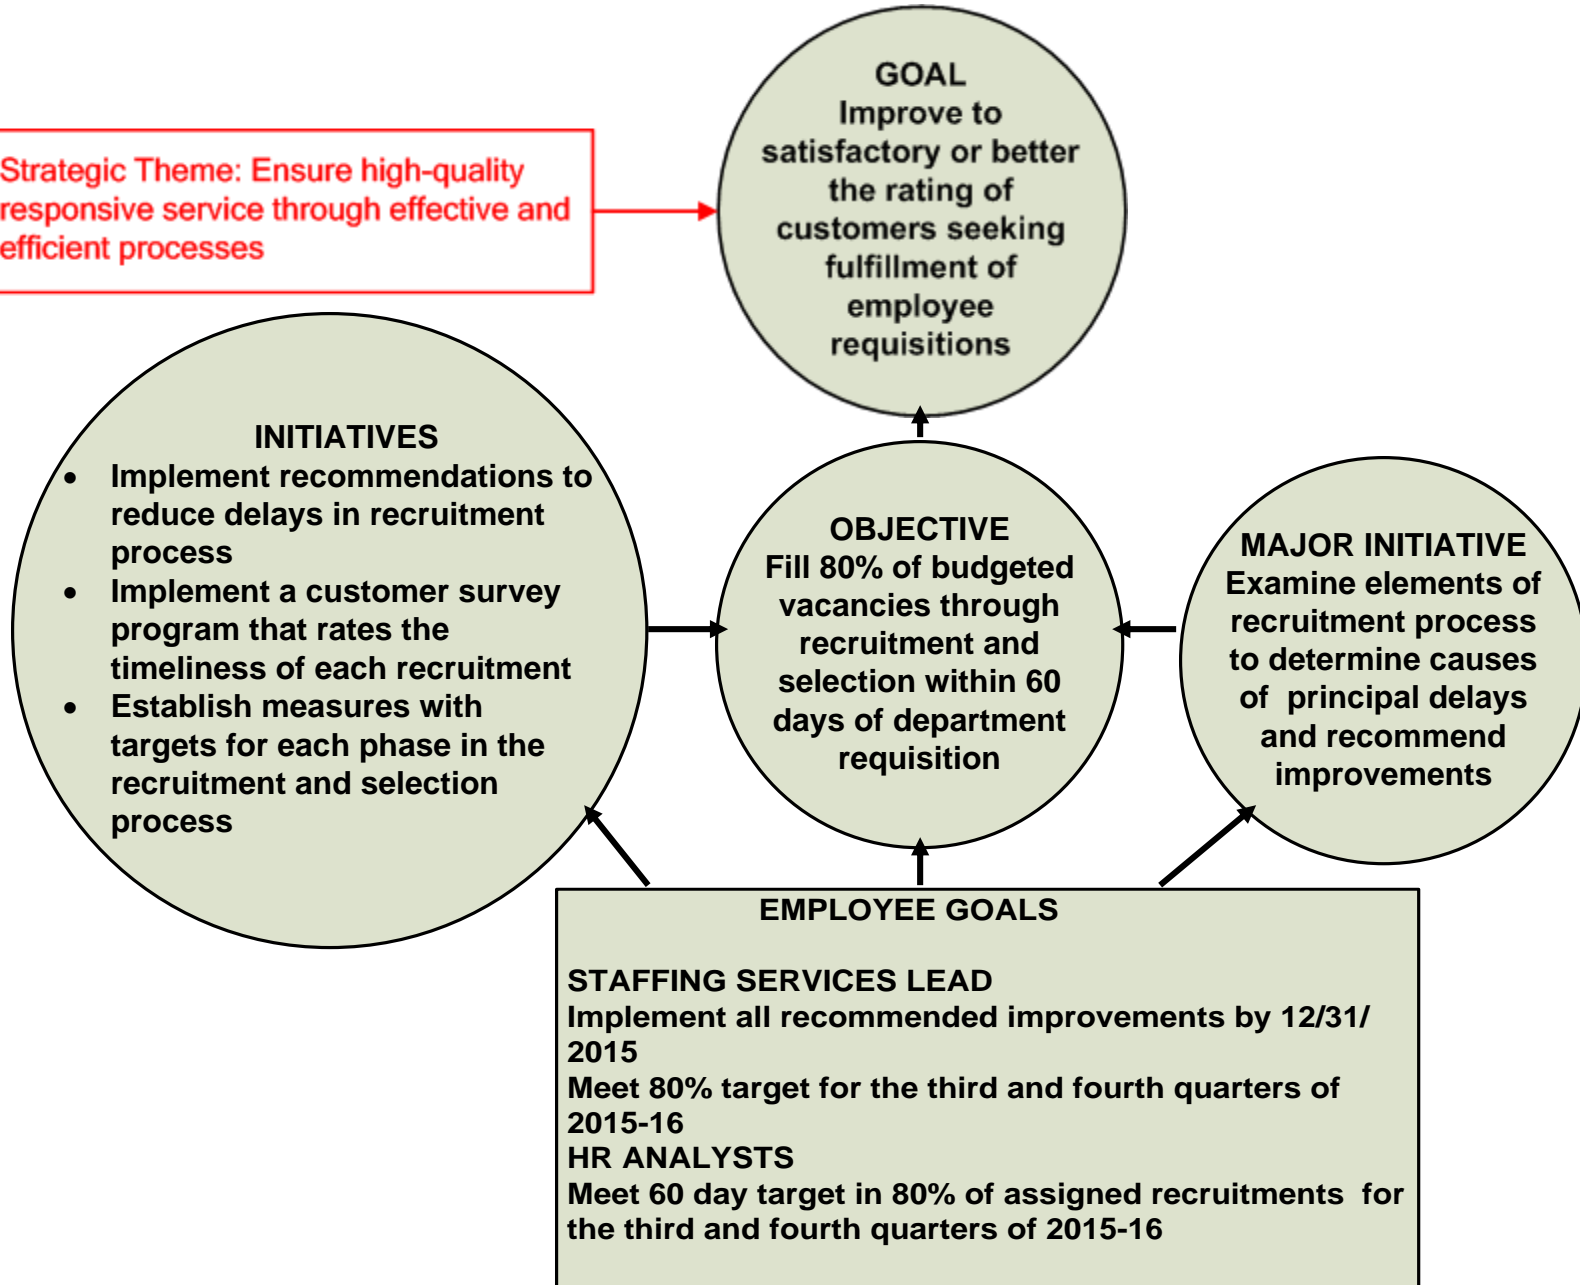 GOAL
Improve to
satisfactory or better
the rating of
customers seeking
fulfillment of
employee
requisitions
Strategic Theme: Ensure high-quality
responsive service through effective and
efficient processes
INITIATIVES
• Implement recommendations to
reduce delays in recruitment
process
• Implement a customer survey
program that rates the
timeliness of each recruitment
• Establish measures with
targets for each phase in the
recruitment and selection
process
OBJECTIVE
Fill 80% of budgeted
vacancies through
recruitment and
selection within 60
days of department
requisition
MAJOR INITIATIVE
Examine elements of
recruitment process
to determine causes
of principal delays
and recommend
improvements
EMPLOYEE GOALS
STAFFING SERVICES LEAD
Implement all recommended improvements by 12/31/
2015
Meet 80% target for the third and fourth quarters of
2015-16
HR ANALYSTS
Meet 60 day target in 80% of assigned recruitments for
the third and fourth quarters of 2015-16